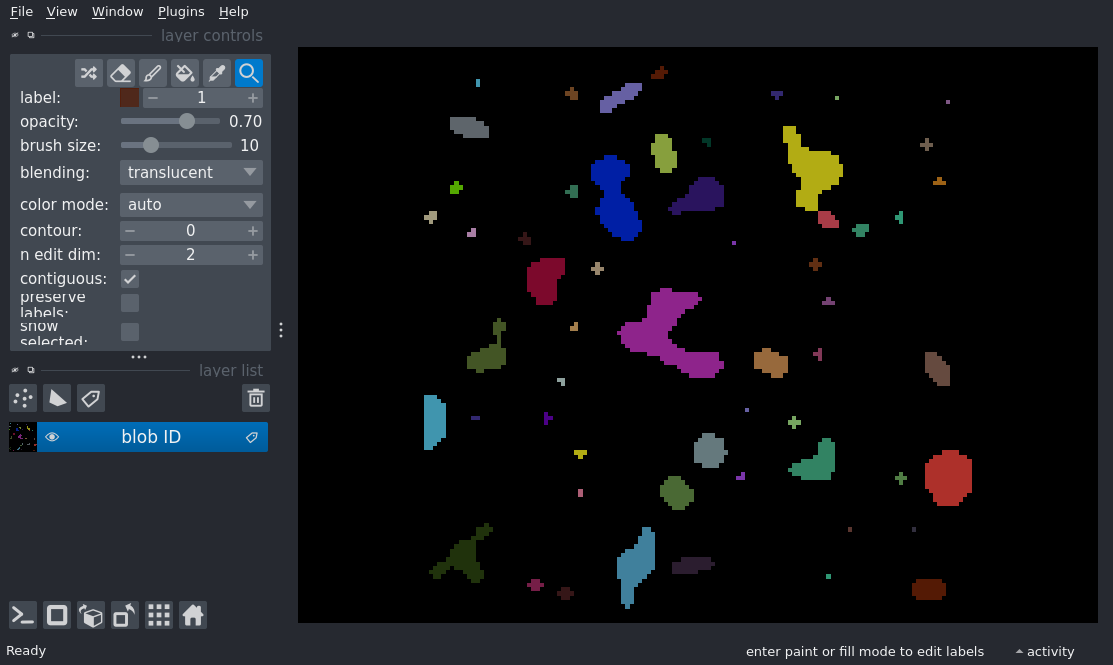 File View Window Plugins Help
layer controls
label: 1
opacity: 0.70
brush size: 10
blending: translucent
color mode: auto
contour: 0
n edit dim: 2
contiguous:
preserve
labels:
show
selected:
layer list
blob ID
Ready enter paint or fill mode to edit labels activity